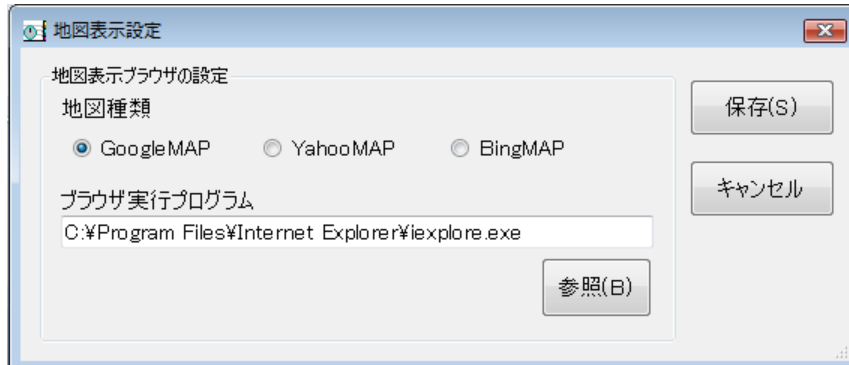 地図表示設定
地図表示ブラウザの設定
地図種類
GoogleMAP YahooMAP BingMAP
ブラウザ実行プログラム
C:¥Program Files¥Internet Explorer¥iexplore.exe
参照(B)
保存(S)
キャンセル